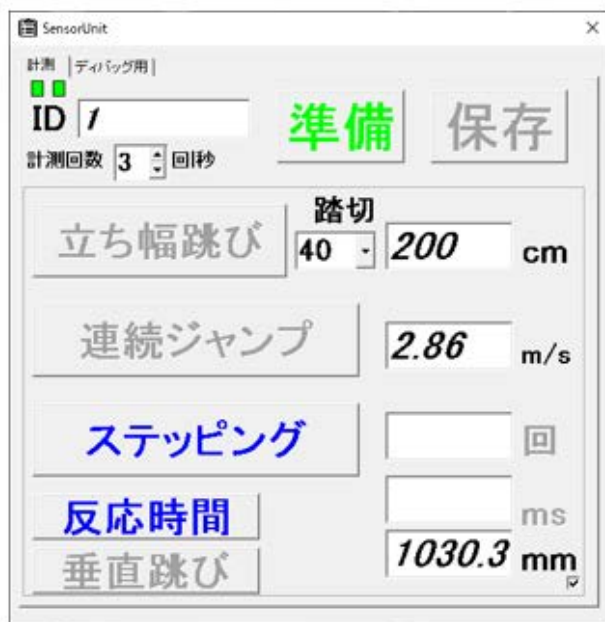 SensorUnit
計測 ディバッグ用
ID 1 準備 保存
計測回数 3 回|秒
踏切
立ち幅跳び 40 200 cm
連続ジャンプ 2.86 m/s
ステッピング 回
反応時間 ms
垂直跳び 1030.3 mm